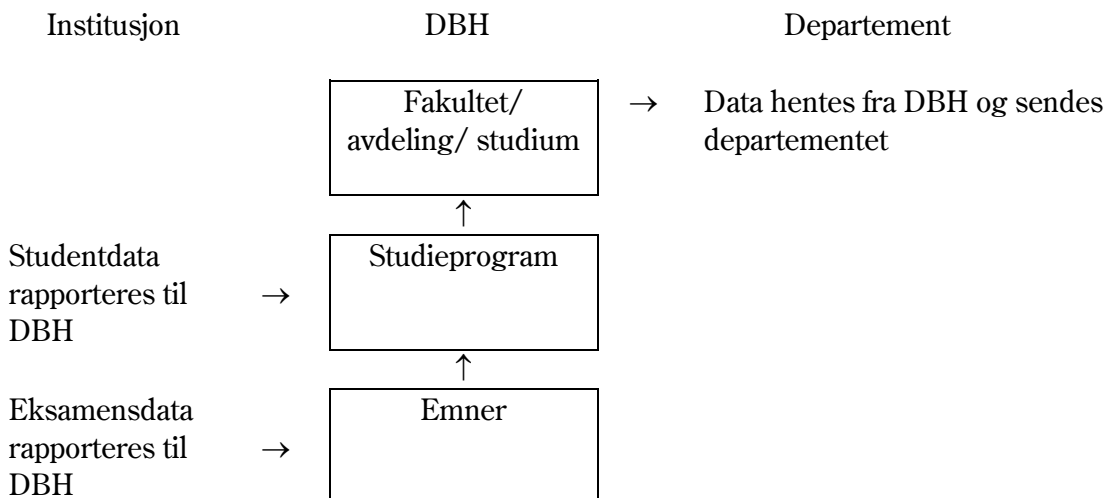 Institusjon DBH Departement
Fakultet/ → Data hentes fra DBH og sendes
avdeling/ studium departementet
↑
Studentdata Studieprogram
rapporteres til →
DBH
↑
Eksamensdata Emner
rapporteres til →
DBH